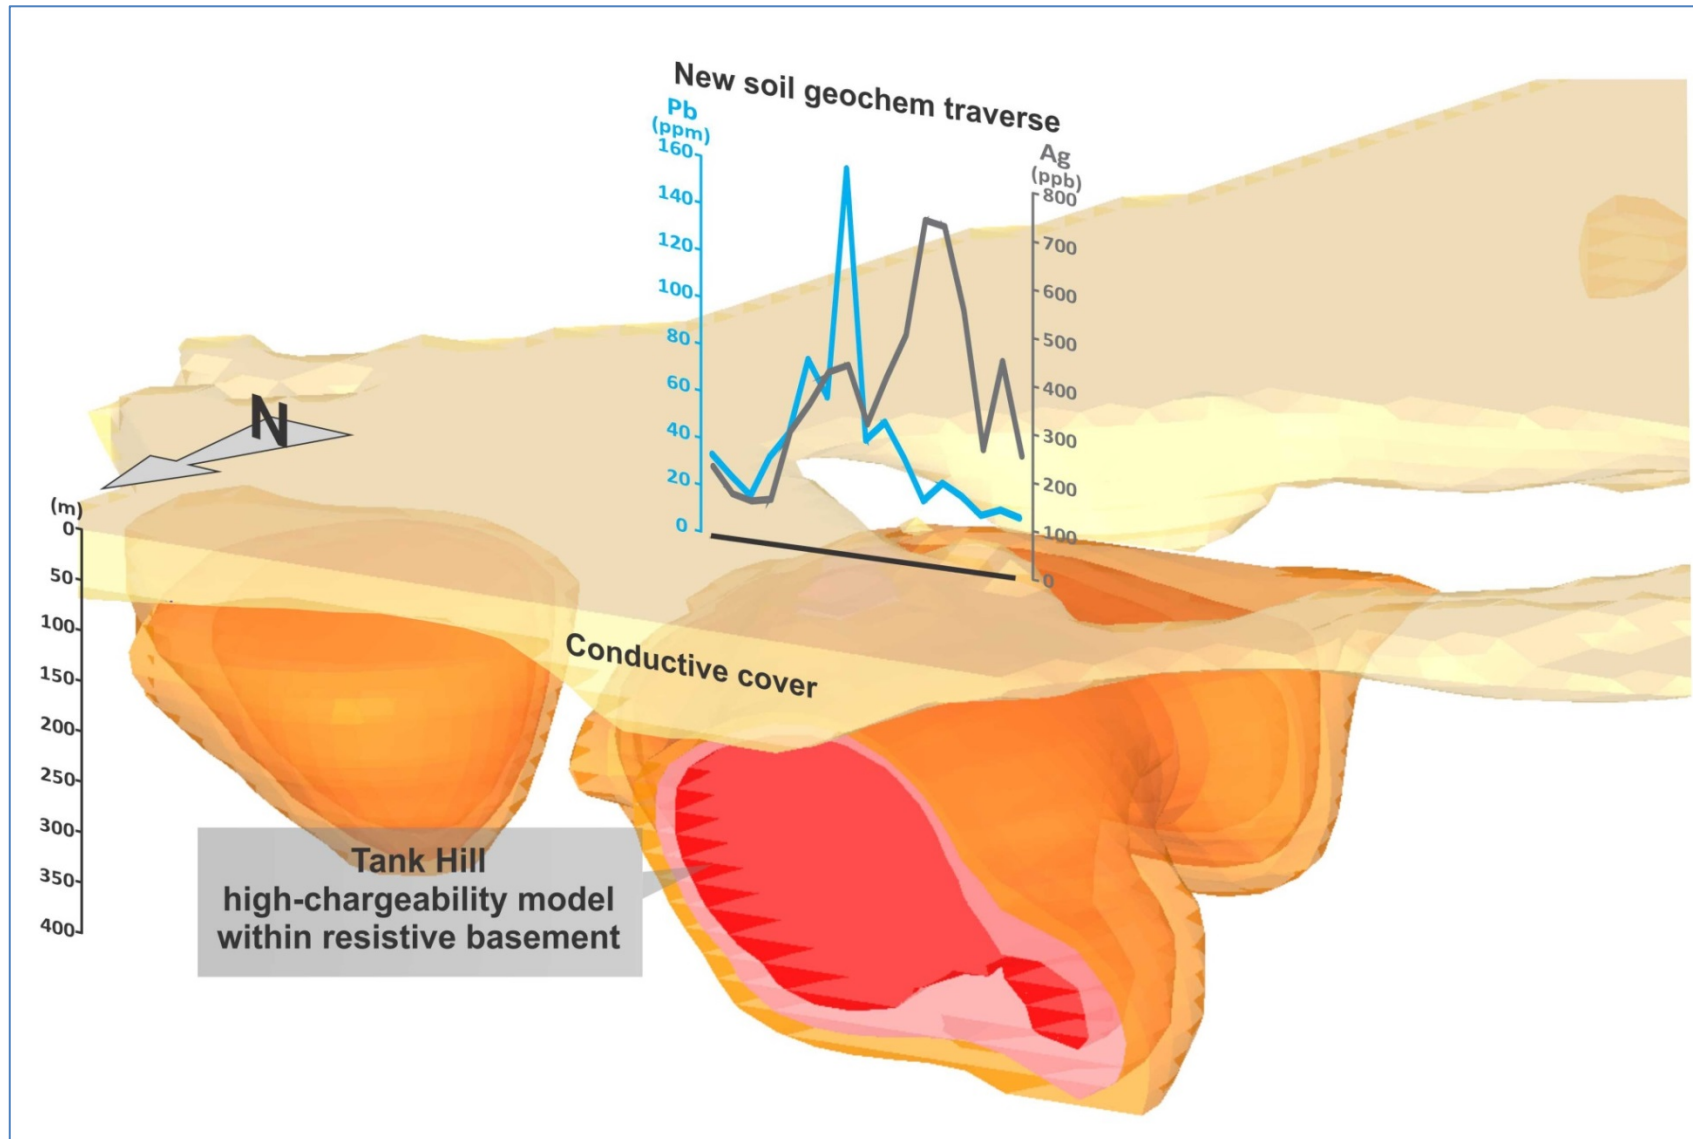 New soil geochem traverse
Pb
(ppm)
160
140
120
100
80
60
40
20
0
Ag
(ppb)
800
700
600
500
400
300
200
100
0
N
(m)
0
50
100
150
200
250
300
350
400
Conductive cover
Tank Hill
high-chargeability model
within resistive basement